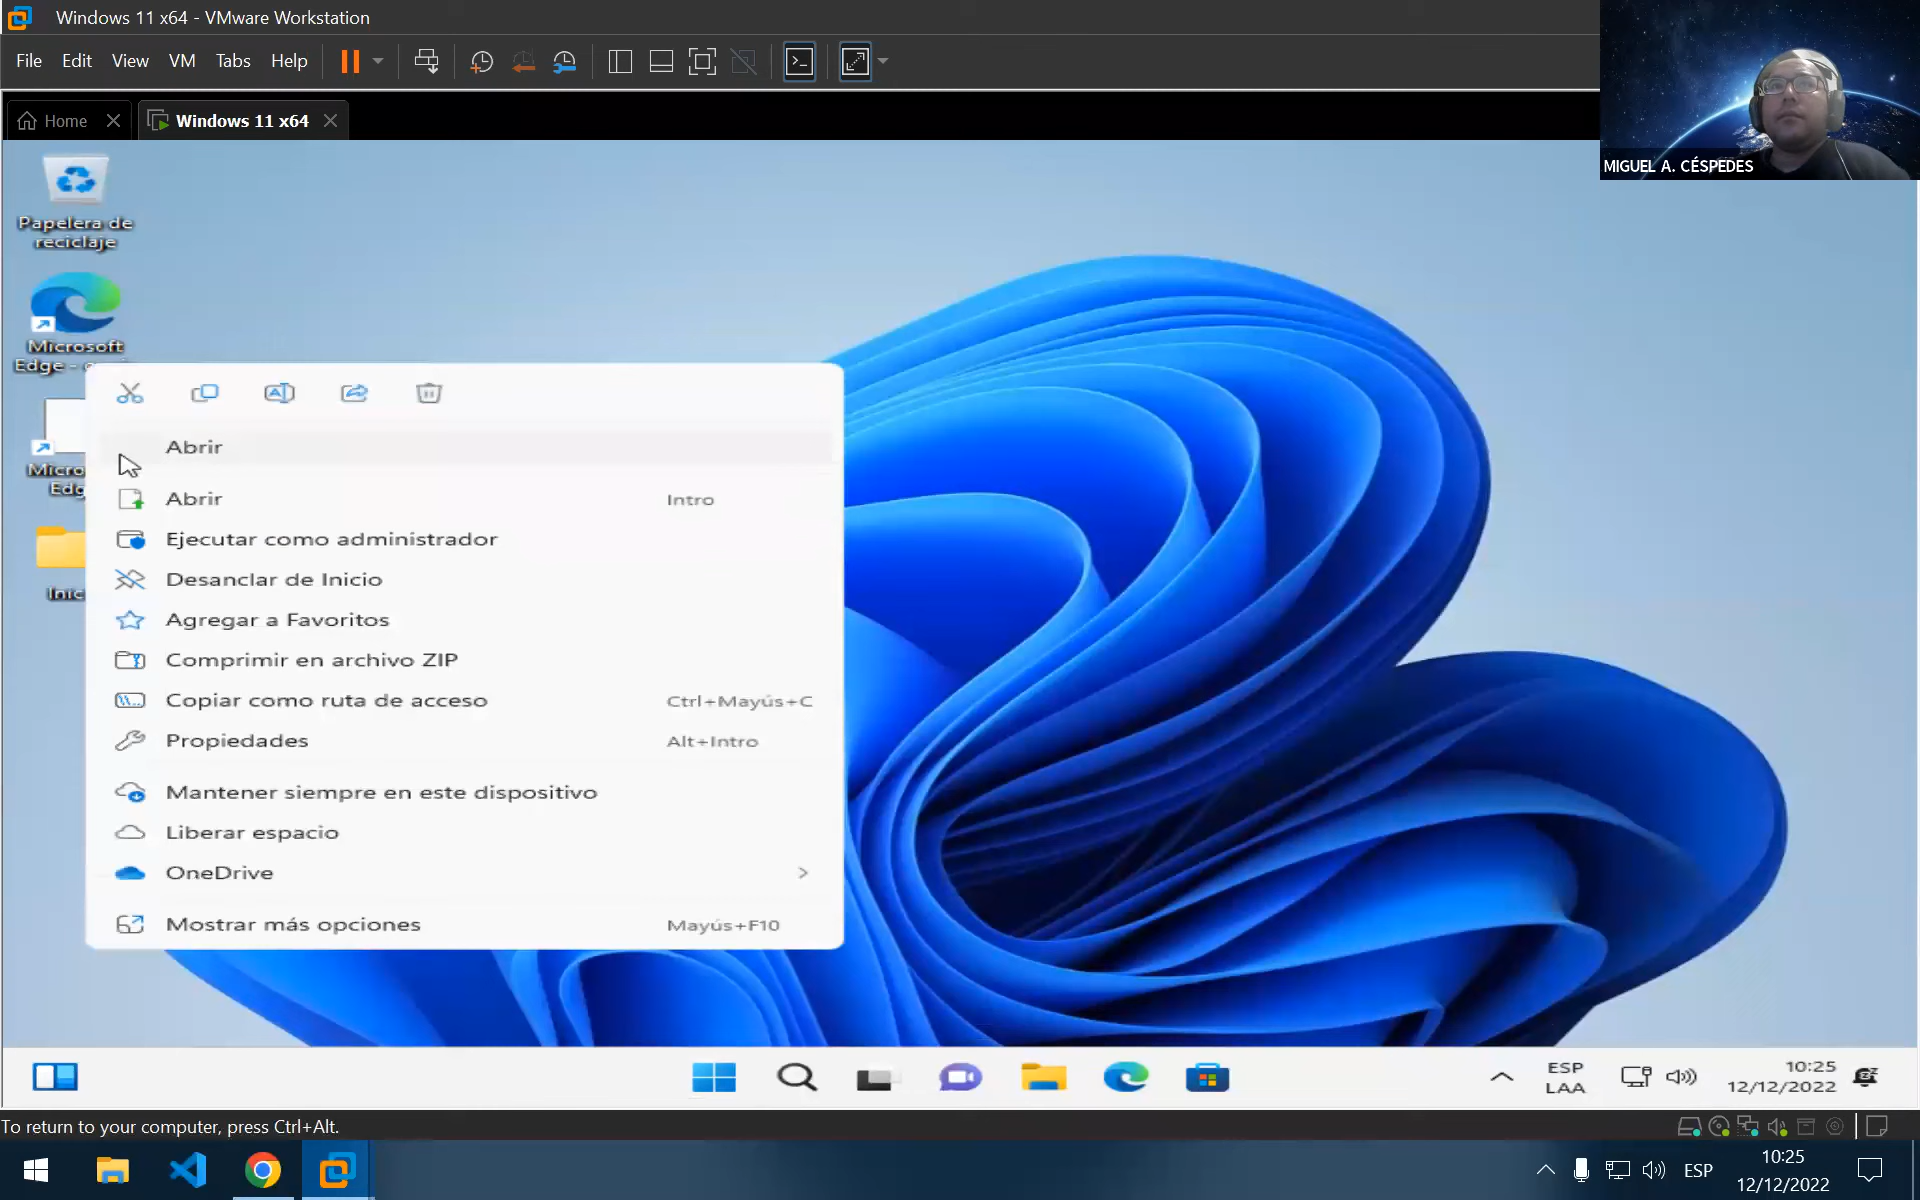 Windows 11 x64 - VMware Workstation
File Edit View VM Tabs Help
Home
Windows 11 x64
MIGUEL A. CÉSPEDES
Papelera de
reciclaje
Microsoft
Edge -
Abrir
Abrir Intro
Ejecutar como administrador
Desanclar de Inicio
Agregar a Favoritos
Comprimir en archivo ZIP
Copiar como ruta de acceso Ctrl+Mayús+C
Propiedades Alt+Intro
Mantener siempre en este dispositivo
Liberar espacio
OneDrive
Mostrar más opciones Mayús+F10
Micro
Edg
Inic
ESP
LAA
10:25
12/12/2022
To return to your computer, press Ctrl+Alt.
ESP
10:25
12/12/2022